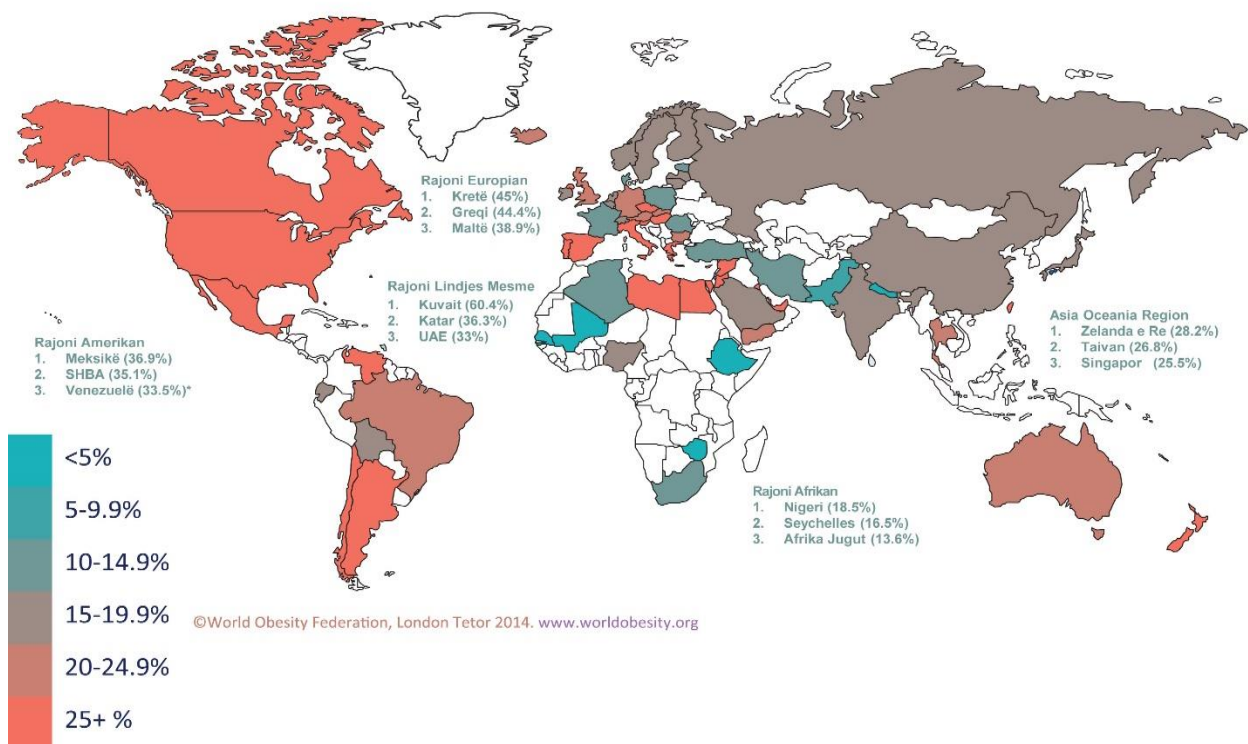 Rajoni Europian
1. Kretë (45%)
2. Greqi (44.4%)
3. Maltë (38.9%)
Rajoni Lindjes Mesme
1. Kuvait (60.4%)
2. Katar (36.3%)
3. UAE (33%)
Rajoni Amerikan
1. Meksikë (36.9%)
2. SHBA (35.1%)
3. Venezuelë (33.5%)*
Asia Oceania Region
1. Zelanda e Re (28.2%)
2. Taivan (26.8%)
3. Singapor (25.5%)
Rajoni Afrikan
1. Nigeri (18.5%)
2. Seychelles (16.5%)
3. Afrika Jugut (13.6%)
<5%
5-9.9%
10-14.9%
15-19.9%
20-24.9%
25+ %
©World Obesity Federation, London Tetor 2014. www.worldobesity.org